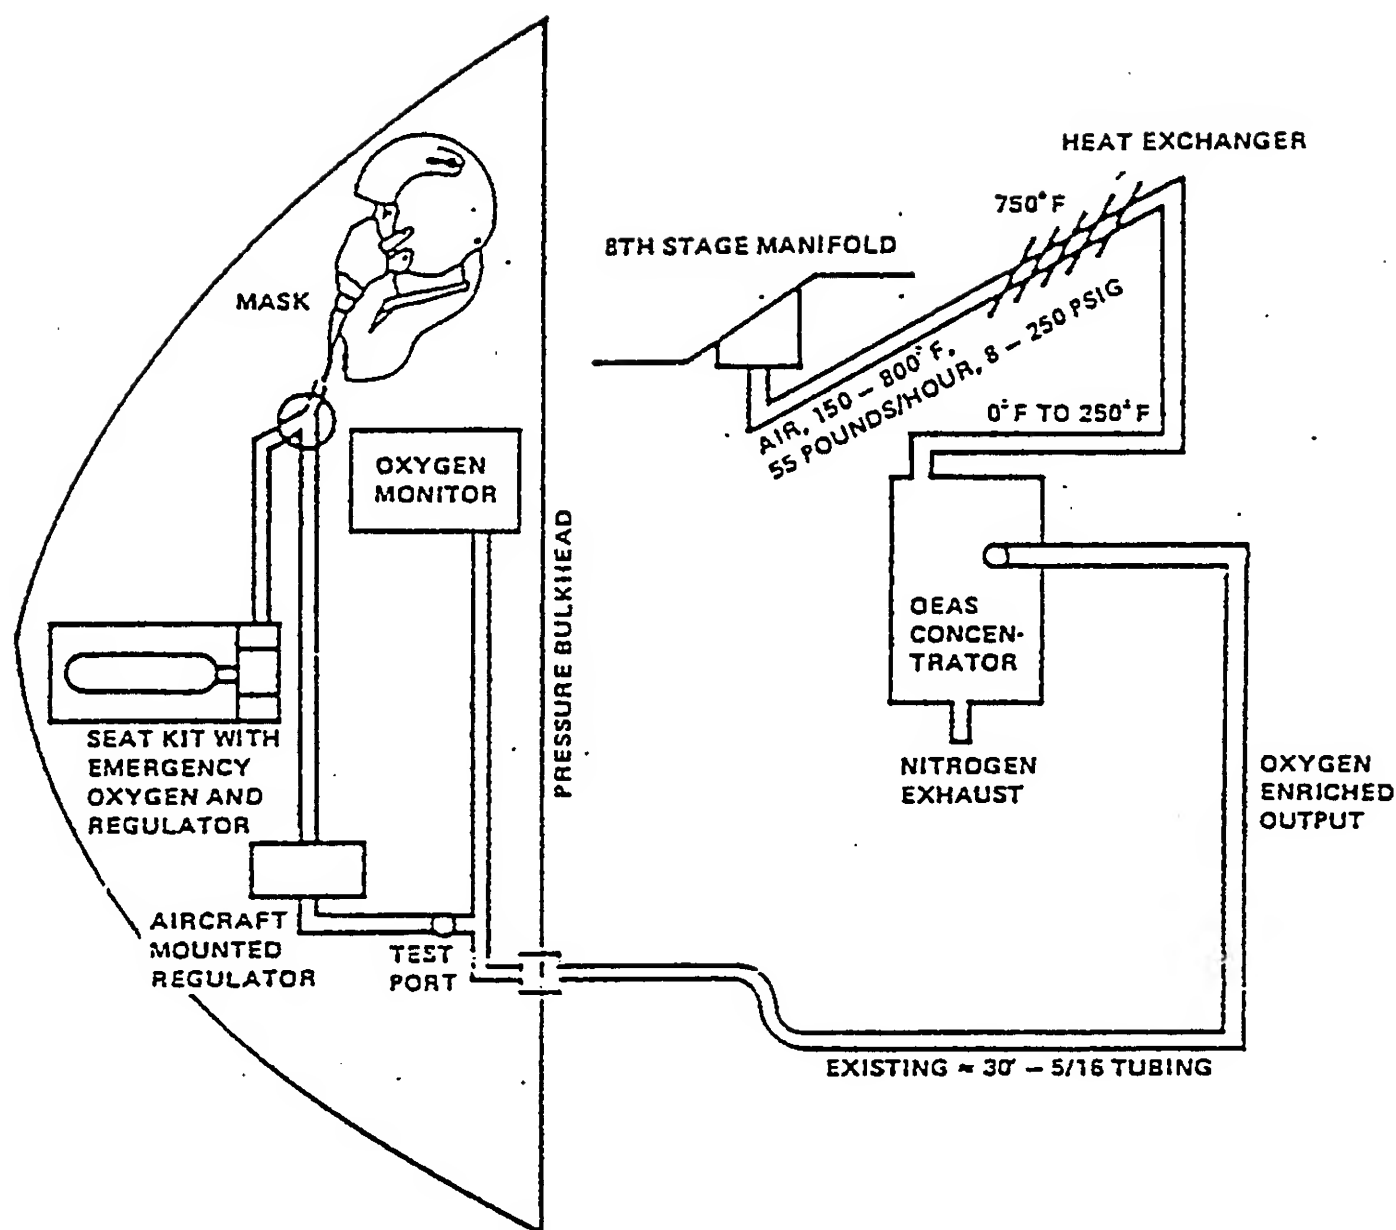 HEAT EXCHANGER
750°F
8TH STAGE MANIFOLD
MASK
AIR, 150 – 800°F,
55 POUNDS/HOUR, 8 – 250 PSIG
0°F TO 250°F
OXYGEN
MONITOR
PRESSURE BULKHEAD
OEAS
CONCEN-
TRATOR
SEAT KIT WITH
EMERGENCY
OXYGEN AND
REGULATOR
NITROGEN
EXHAUST
OXYGEN
ENRICHED
OUTPUT
AIRCRAFT
MOUNTED
REGULATOR
TEST
PORT
EXISTING ≈ 30' – 5/16 TUBING